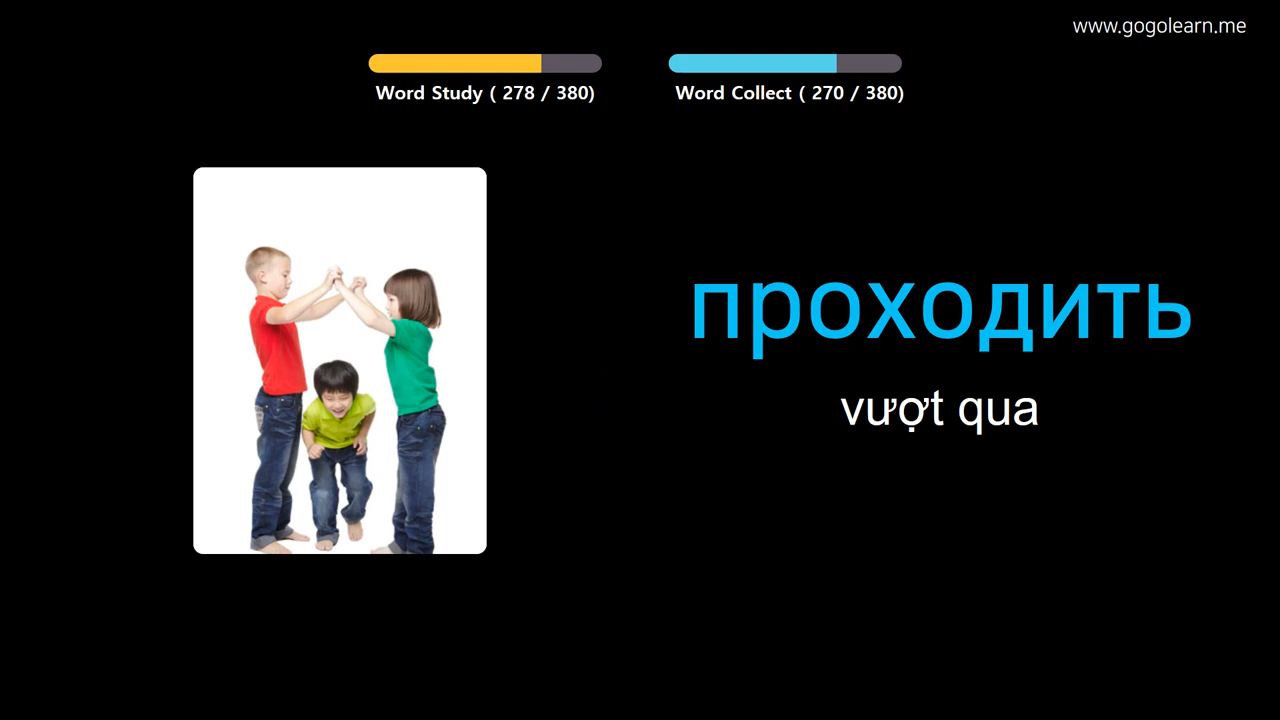 www.gogolearn.me
Word Study ( 278 / 380)
Word Collect ( 270 / 380)
проходить
vượt qua